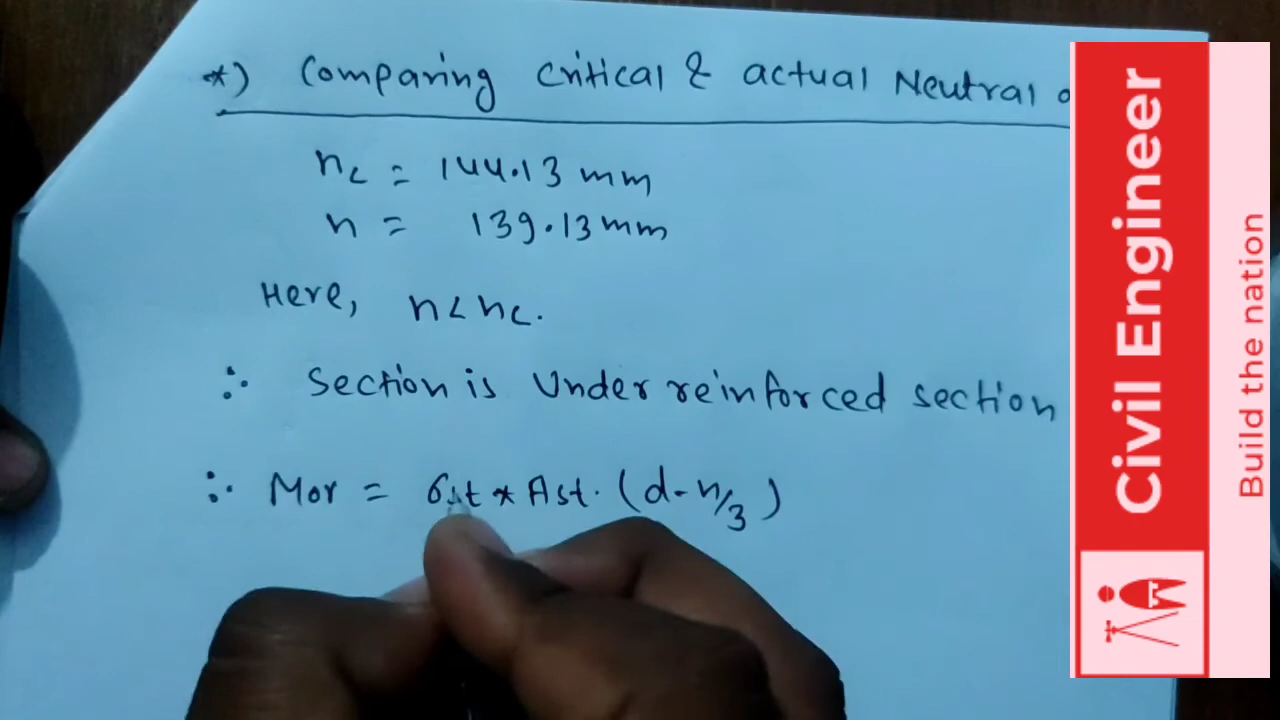 *) Comparing critical & actual Neutral
nc = 144.13 mm
n = 139.13 mm
Here, n < nc.
∴ Section is Under reinforced section
∴ Mor = σst * Ast. (d - n/3)
Civil Engineer
Build the nation